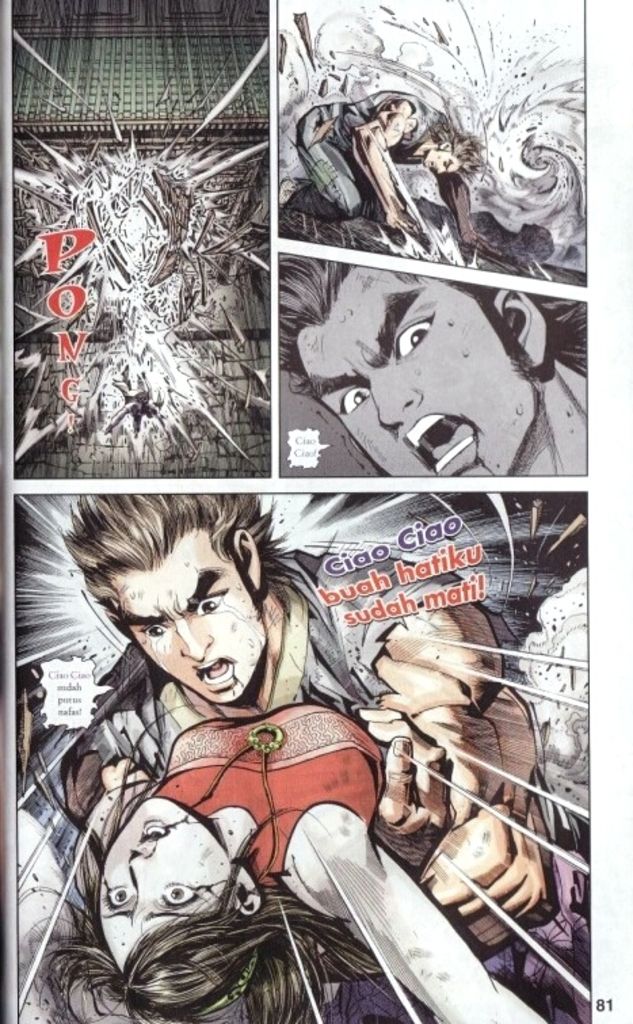 PONG!
Ciao
Ciao!
Ciao Ciao
buah hatiku
sudah mati!
Ciao Ciao
sudah
putus
nafas!
81